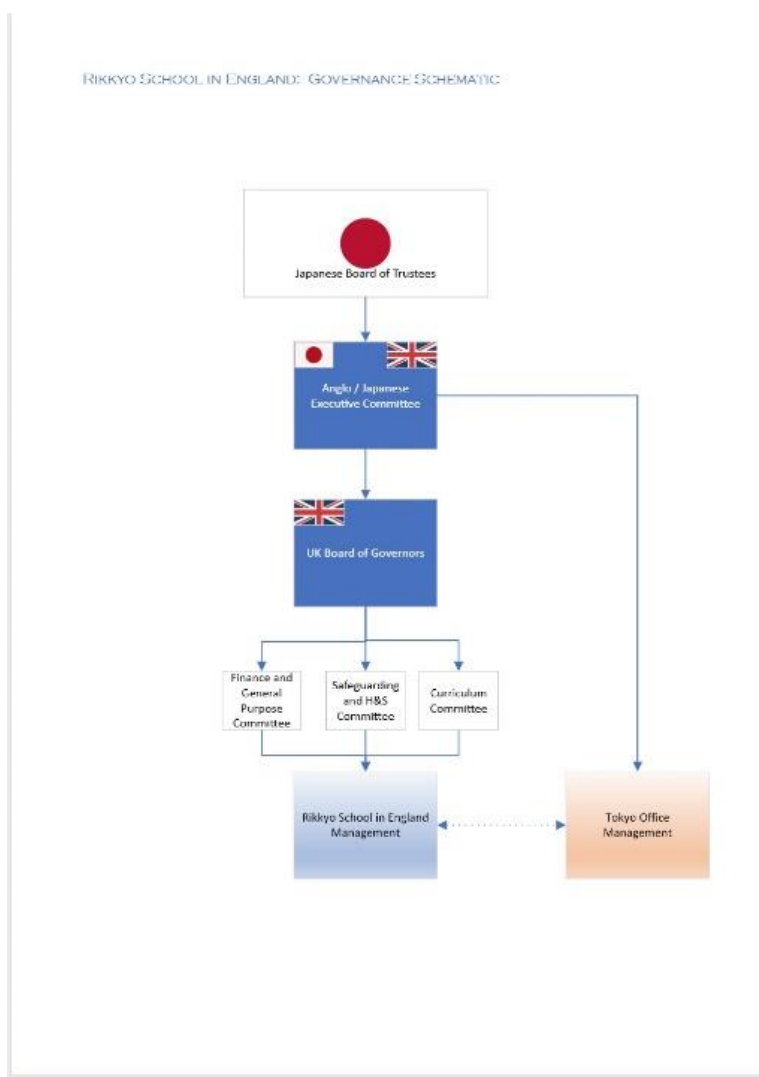 RIKKYO SCHOOL IN ENGLAND: GOVERNANCE SCHEMATIC
Japanese Board of Trustees
Anglo / Japanese
Executive Committee
UK Board of Governors
Finance and
General
Purpose
Committee
Safeguarding
and H&S
Committee
Curriculum
Committee
Rikkyo School in England
Management
Tokyo Office
Management